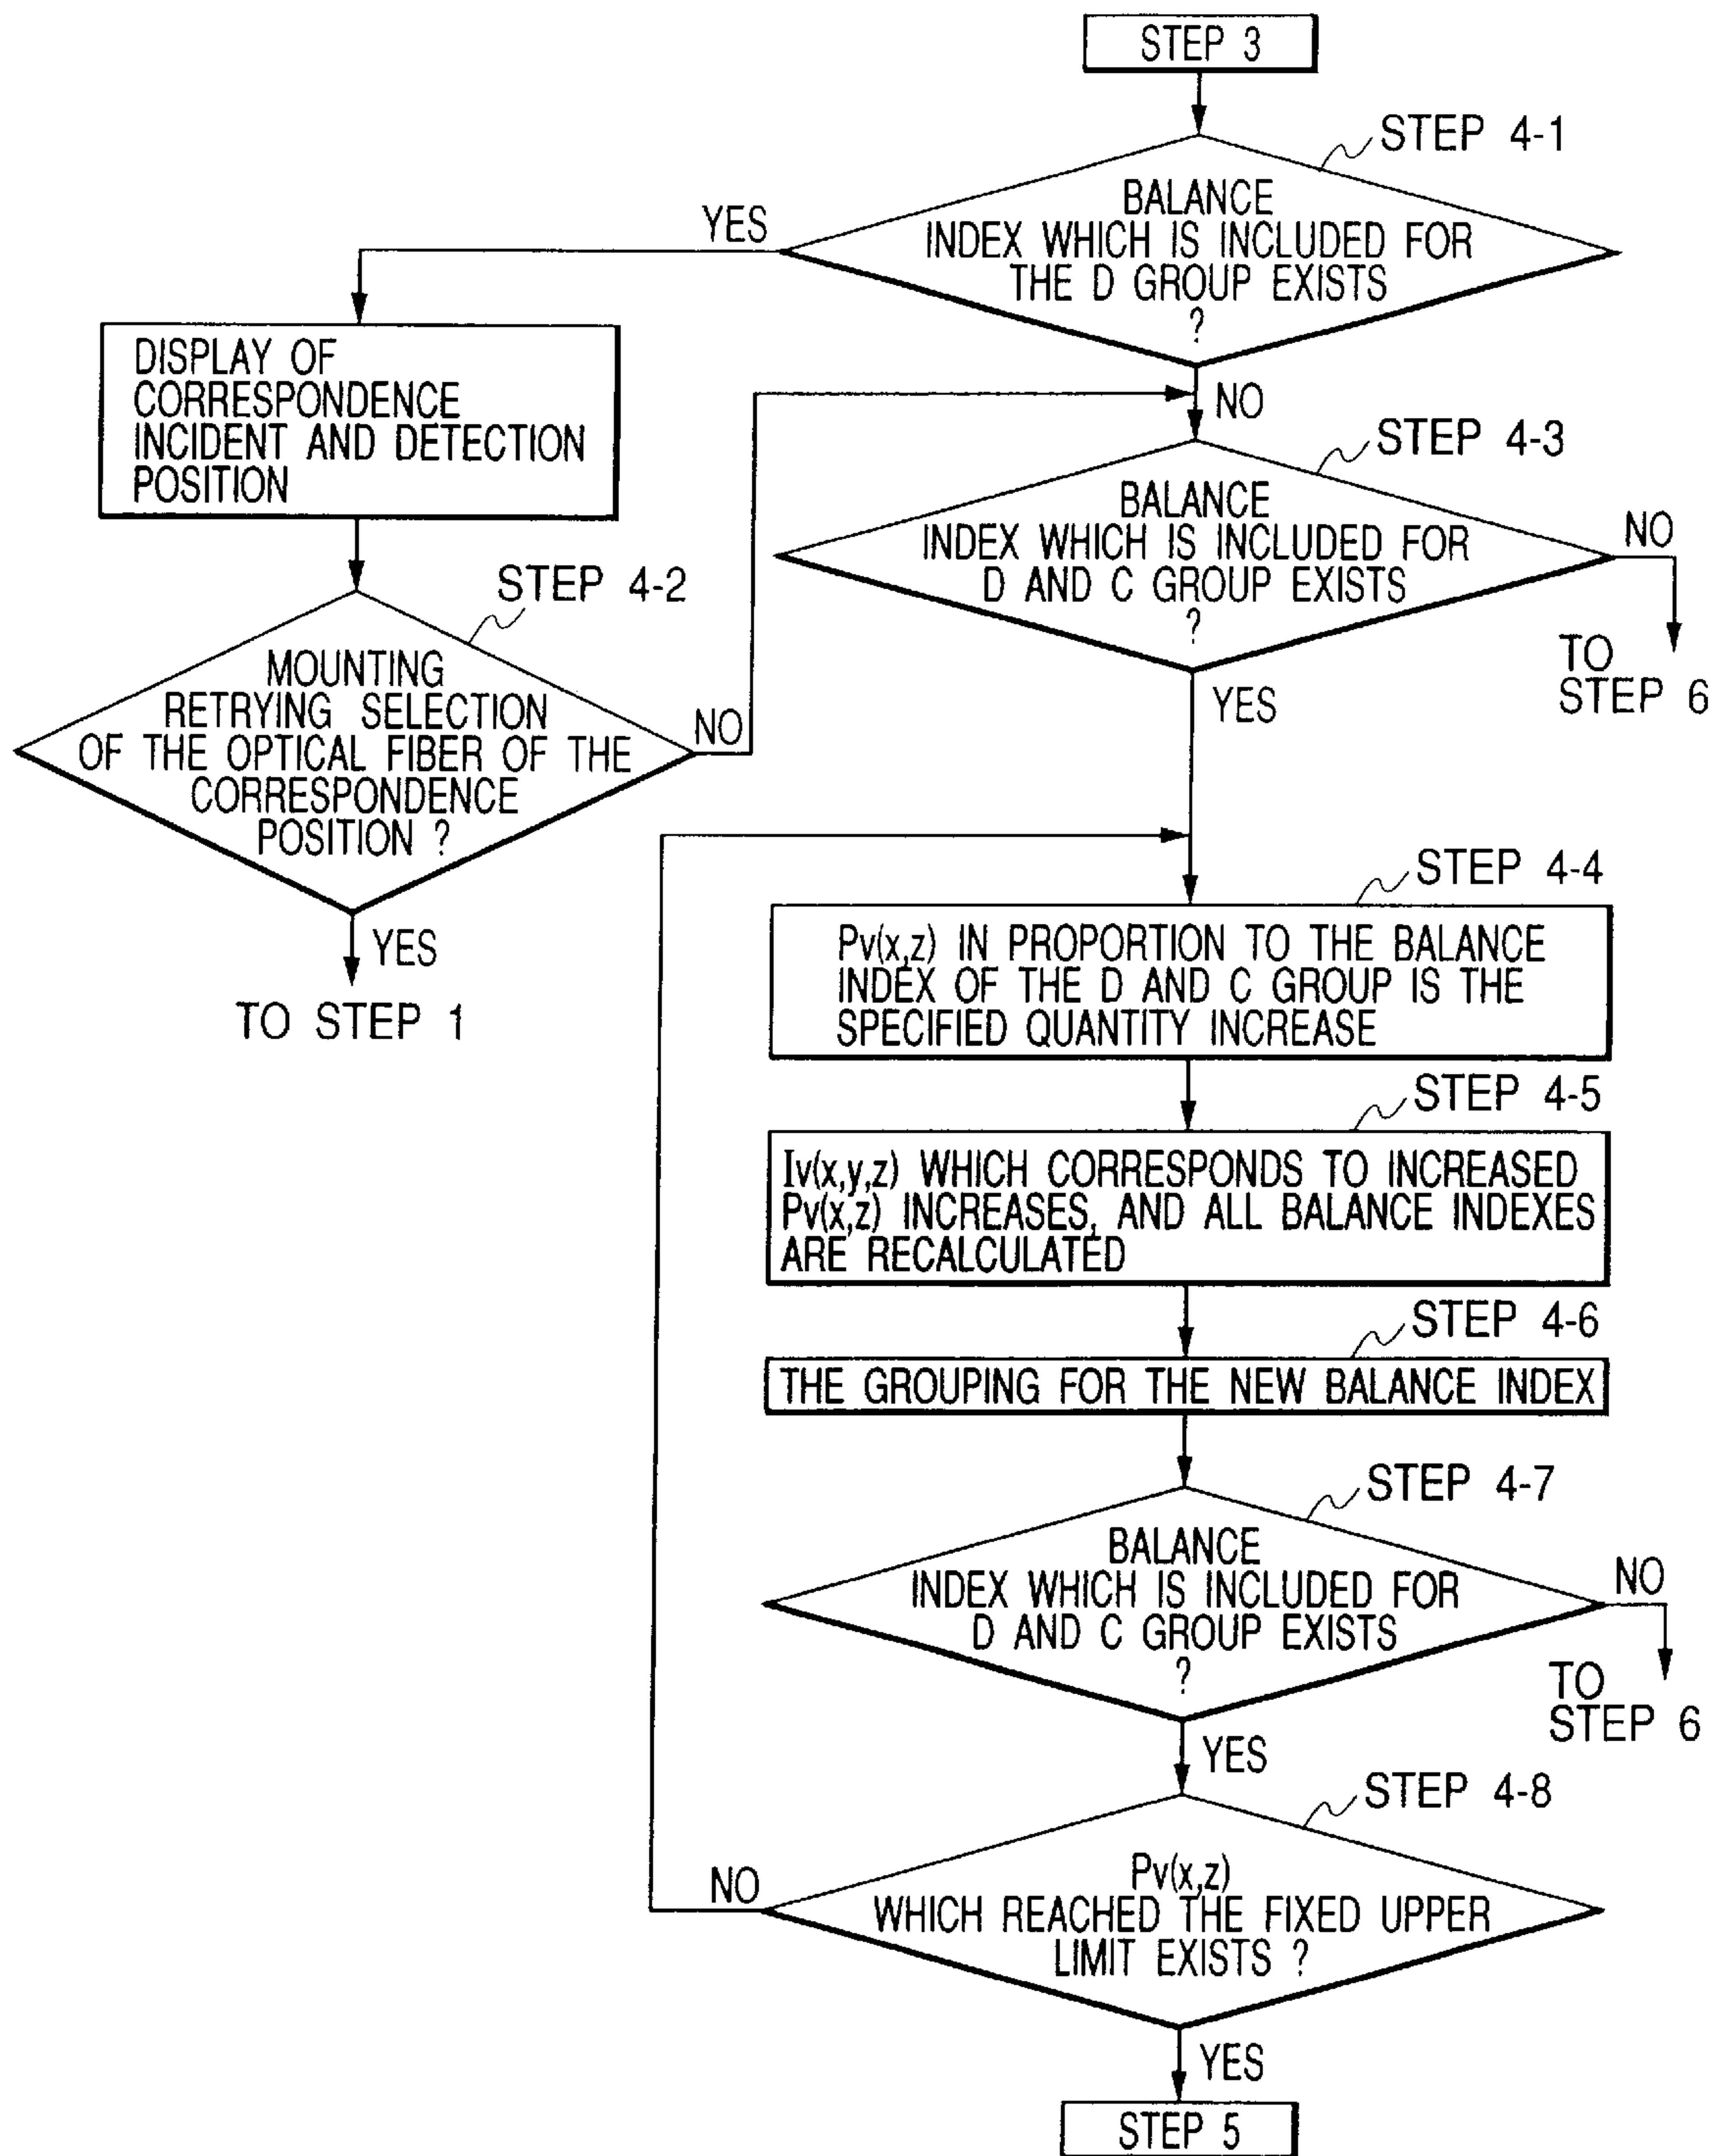 STEP 3
STEP 4-1
BALANCE
INDEX WHICH IS INCLUDED FOR
THE D GROUP EXISTS
?
YES
NO
DISPLAY OF
CORRESPONDENCE
INCIDENT AND DETECTION
POSITION
STEP 4-2
MOUNTING
RETRYING SELECTION
OF THE OPTICAL FIBER OF THE
CORRESPONDENCE
POSITION ?
NO
YES
TO STEP 1
STEP 4-3
BALANCE
INDEX WHICH IS INCLUDED FOR
D AND C GROUP EXISTS
?
NO
TO
STEP 6
YES
STEP 4-4
Pv(x,z) IN PROPORTION TO THE BALANCE
INDEX OF THE D AND C GROUP IS THE
SPECIFIED QUANTITY INCREASE
STEP 4-5
Iv(x,y,z) WHICH CORRESPONDS TO INCREASED
Pv(x,z) INCREASES, AND ALL BALANCE INDEXES
ARE RECALCULATED
STEP 4-6
THE GROUPING FOR THE NEW BALANCE INDEX
STEP 4-7
BALANCE
INDEX WHICH IS INCLUDED FOR
D AND C GROUP EXISTS
?
NO
TO
STEP 6
YES
STEP 4-8
Pv(x,z)
WHICH REACHED THE FIXED UPPER
LIMIT EXISTS ?
NO
YES
STEP 5